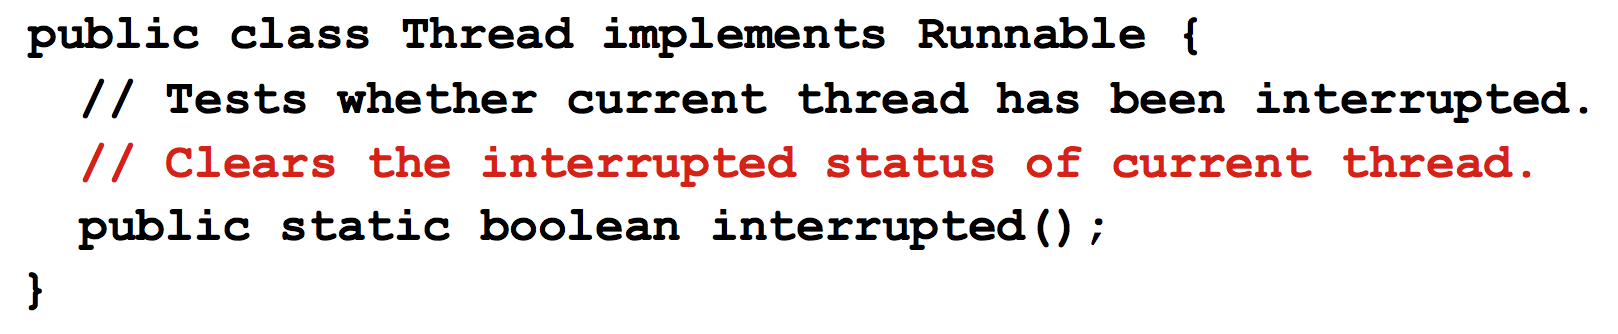 public class Thread implements Runnable {
// Tests whether current thread has been interrupted.
// Clears the interrupted status of current thread.
public static boolean interrupted();
}